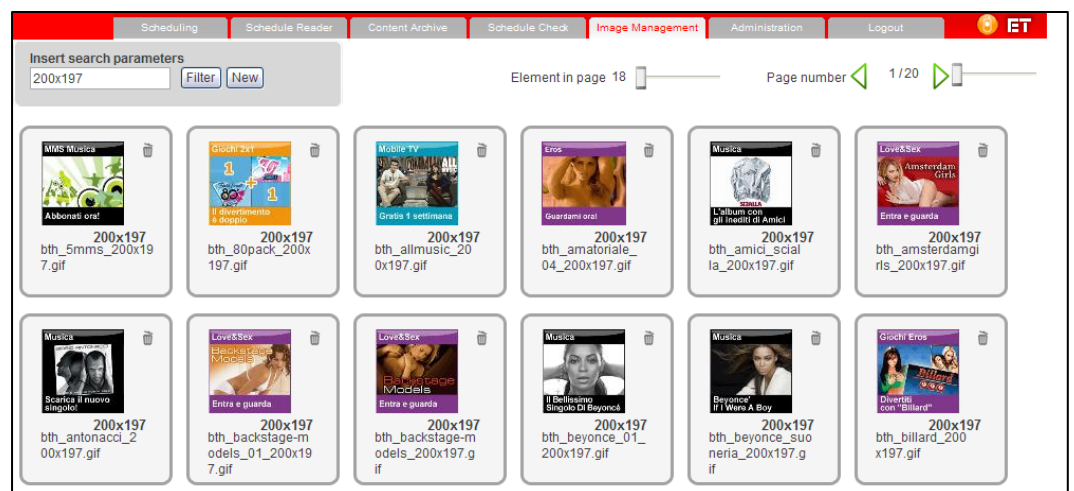 Scheduling Schedule Reader Content Archive Schedule Check Image Management Administration Logout ET
Insert search parameters
200x197 Filter New
Element in page 18 Page number 1/20
MMS Musica
Abbonati ora!
200x197
bth_5mms_200x19
7.gif
Giochi 2x1
1
80
+
1
Il divertimento
è doppio
200x197
bth_80pack_200x
197.gif
Mobile TV
Gratis 1 settimana
200x197
bth_allmusic_20
0x197.gif
Eros
Guardami ora!
200x197
bth_amatoriale_
04_200x197.gif
Musica
SCIALLA
L'album con
gli inediti di Amici
200x197
bth_amici_scial
la_200x197.gif
Love&Sex
Amsterdam
Girls
Entra e guarda
200x197
bth_amsterdamgi
rls_200x197.gif
Musica
Scarica il nuovo
singolo!
200x197
bth_antonacci_2
00x197.gif
Love&Sex
Backstage
Models
Entra e guarda
200x197
bth_backstage-m
odels_01_200x19
7.gif
Love&Sex
Backstage
Models
Entra e guarda
200x197
bth_backstage-m
odels_200x197.g
if
Musica
Il Bellissimo
Singolo Di Beyoncé
200x197
bth_beyonce_01_
200x197.gif
Musica
Beyonce'
If I Were A Boy
200x197
bth_beyonce_suo
neria_200x197.g
if
Giochi Eros
Billard
Divertiti
con "Billard"
200x197
bth_billard_200
x197.gif